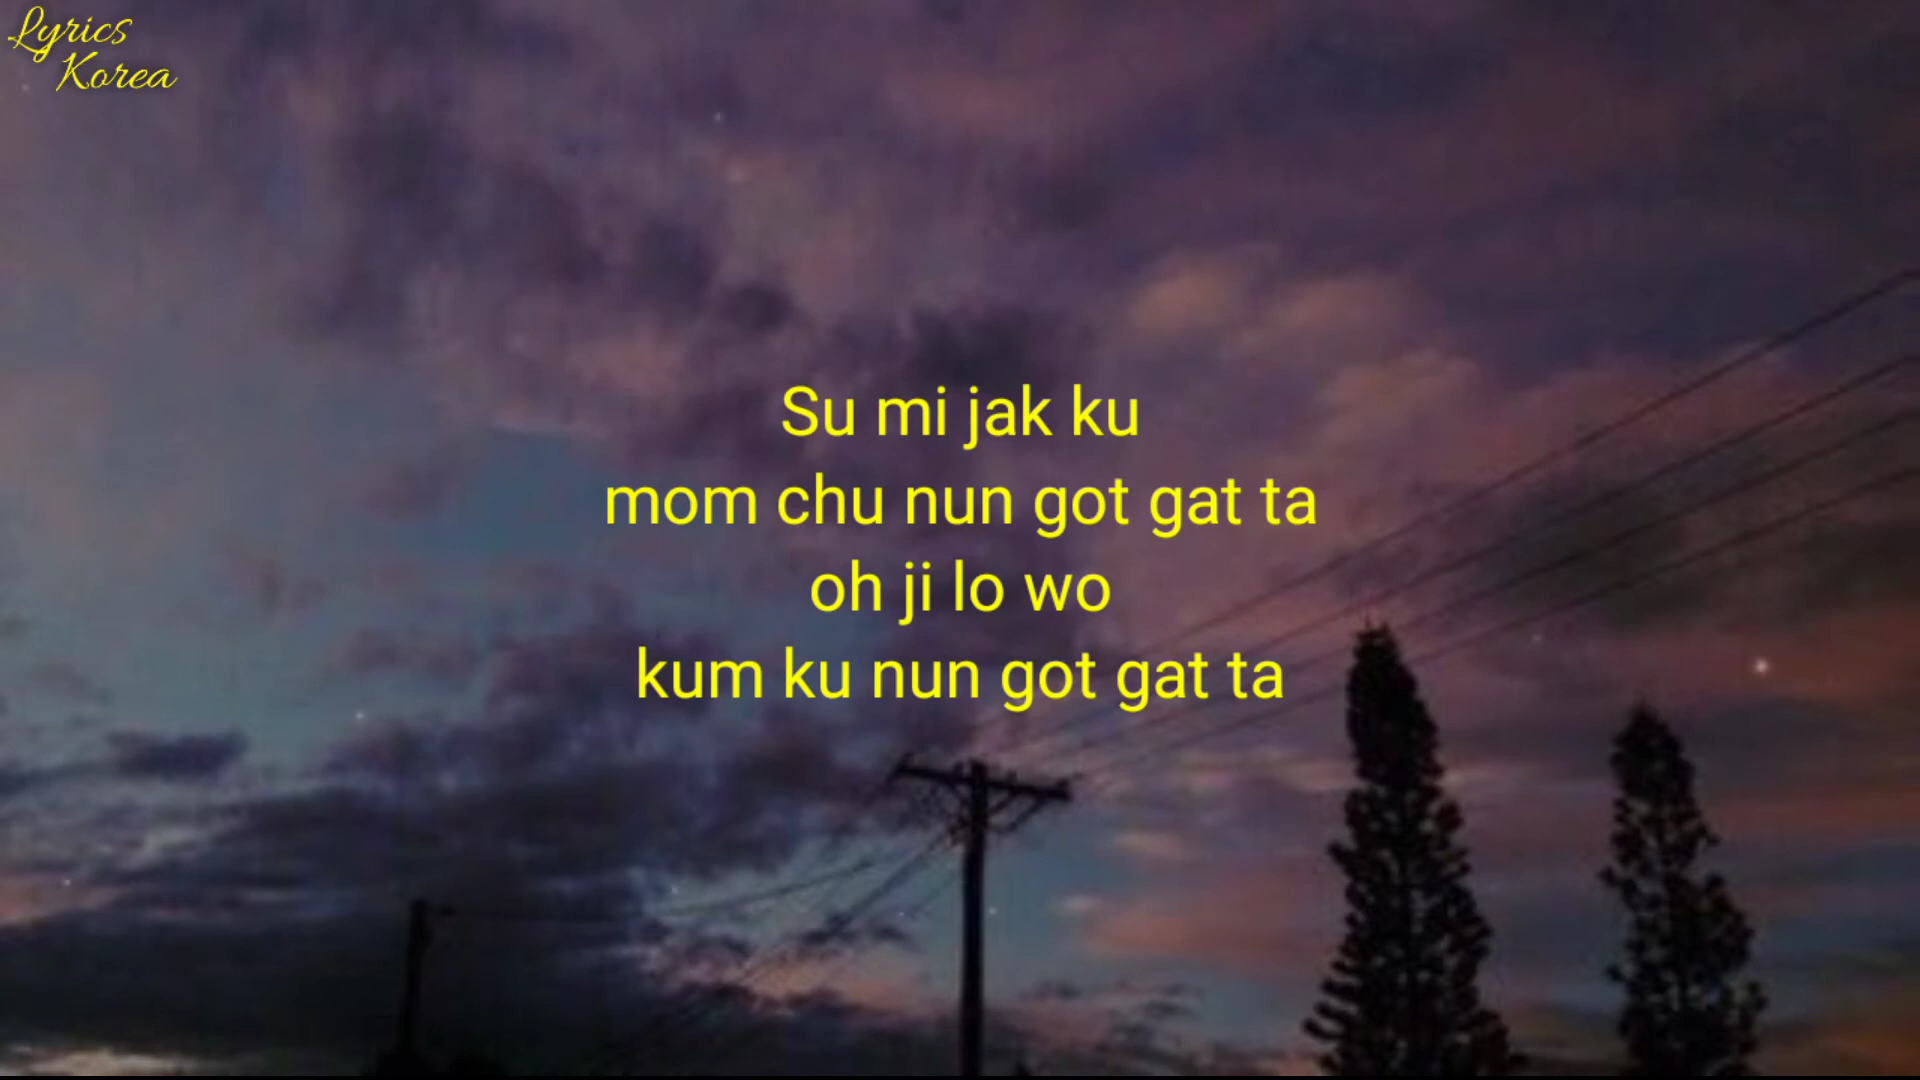 Lyrics
Korea
Su mi jak ku
mom chu nun got gat ta
oh ji lo wo
kum ku nun got gat ta